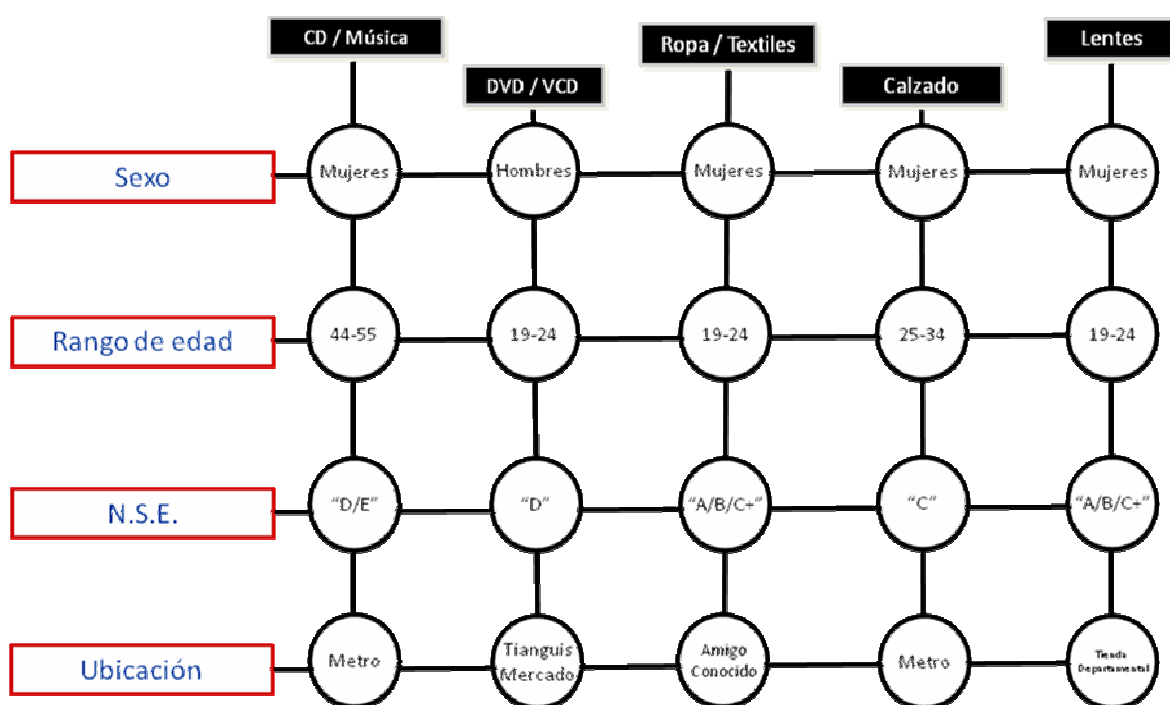 CD / Música
DVD / VCD
Ropa / Textiles
Calzado
Lentes
Sexo
Mujeres
Hombres
Mujeres
Mujeres
Mujeres
Rango de edad
44-55
19-24
19-24
25-34
19-24
N.S.E.
“D/E”
“D”
“A/B/C+”
“C”
“A/B/C+”
Ubicación
Metro
Tianguis
Mercado
Amigo
Conocido
Metro
Tienda
Departamental